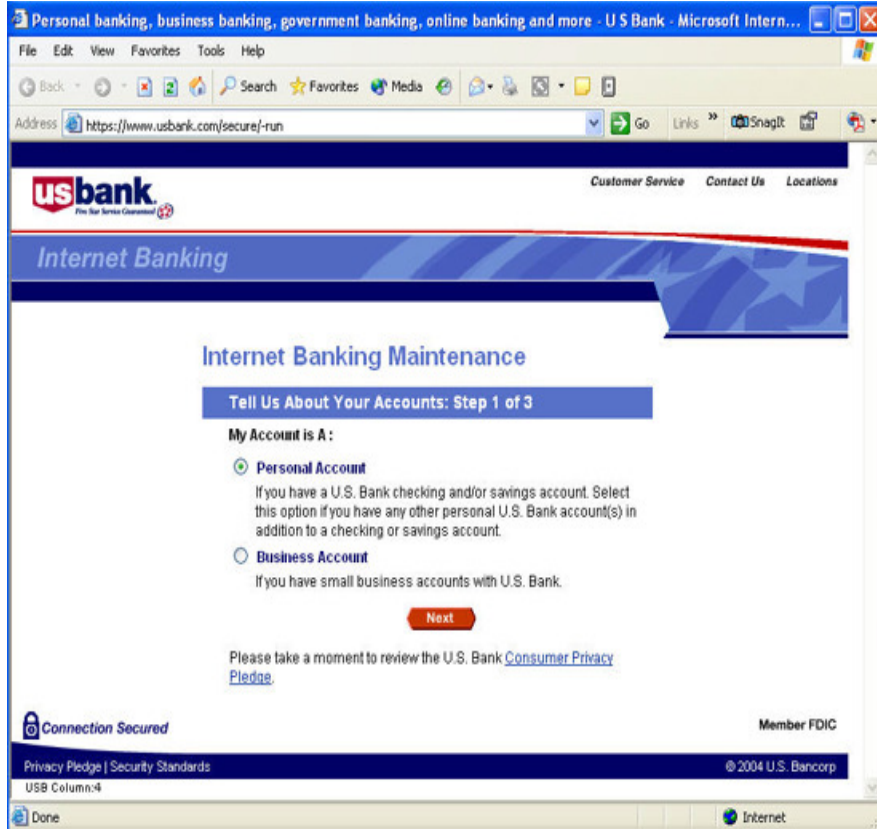 Personal banking, business banking, government banking, online banking and more - U S Bank - Microsoft Intern...
File Edit View Favorites Tools Help
Back Search Favorites Media
Address https://www.usbank.com/secure/-run Go Links » SnagIt
Customer Service Contact Us Locations
usbank.
Five Star Service Guaranteed
Internet Banking
Internet Banking Maintenance
Tell Us About Your Accounts: Step 1 of 3
My Account is A :
Personal Account
If you have a U.S. Bank checking and/or savings account. Select
this option if you have any other personal U.S. Bank account(s) in
addition to a checking or savings account.
Business Account
If you have small business accounts with U.S. Bank.
Next
Please take a moment to review the U.S. Bank Consumer Privacy
Pledge.
Connection Secured
Member FDIC
Privacy Pledge | Security Standards
© 2004 U.S. Bancorp
USB Column:4
Done Internet